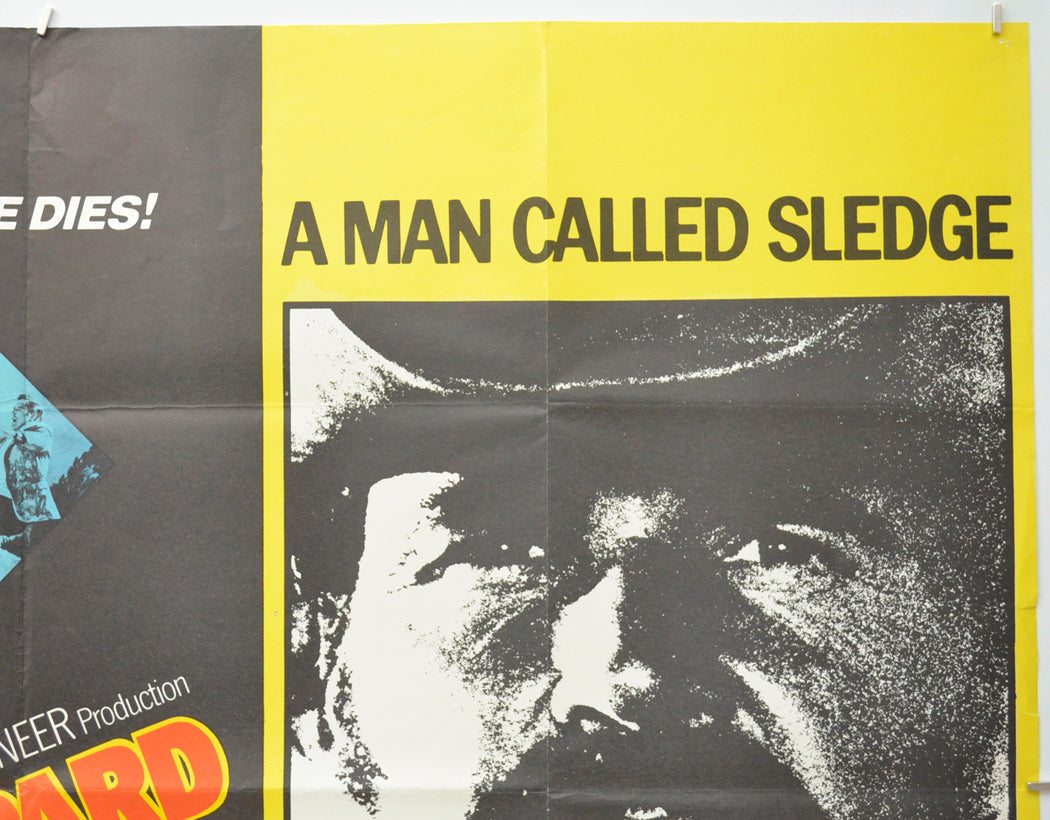 E DIES!
NEER Production
ARD
A MAN CALLED SLEDGE